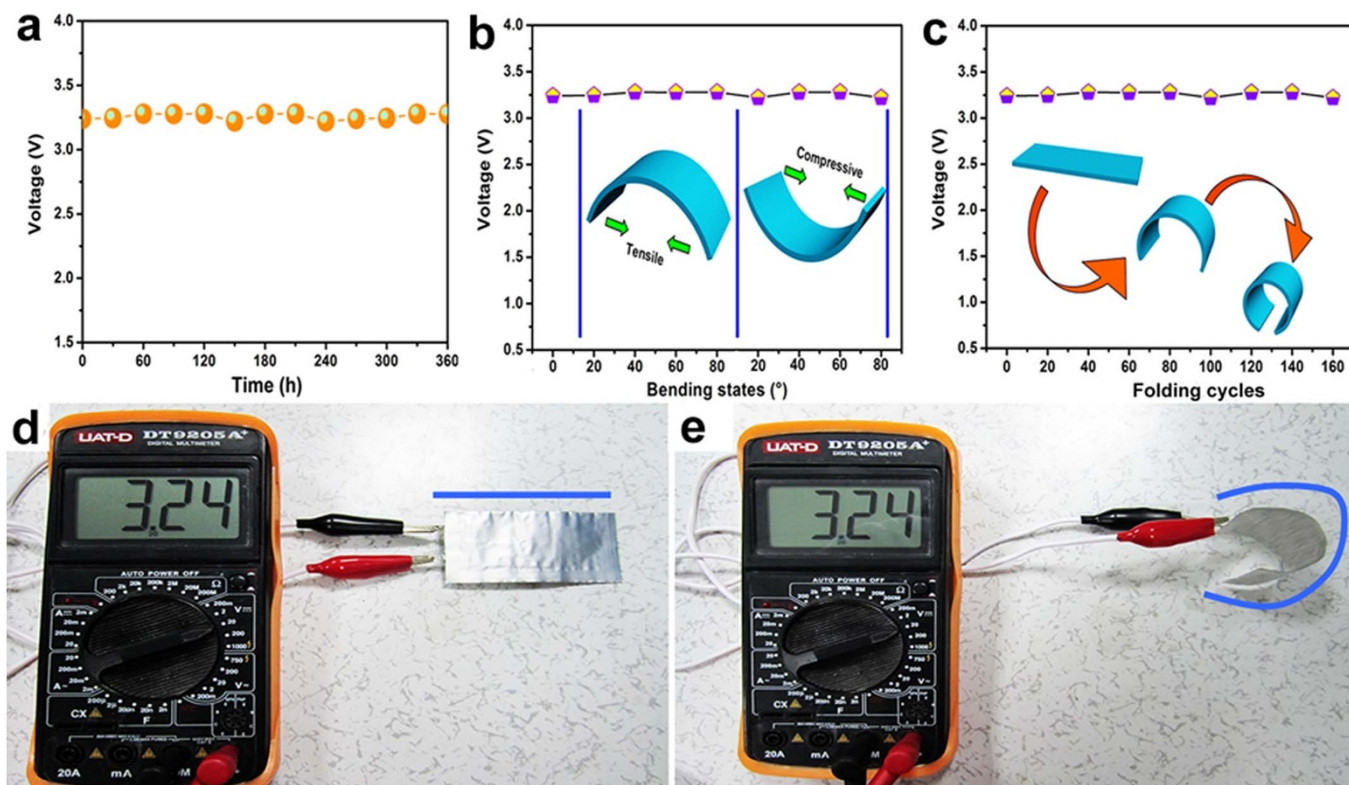 a
4.0
3.5
3.0
2.5
2.0
1.5
Voltage (V)
0 60 120 180 240 300 360
Time (h)
b
4.0
3.5
3.0
2.5
2.0
1.5
1.0
0.5
Voltage (V)
Compressive
Tensile
0 20 40 60 80 20 40 60 80
Bending states (°)
c
4.0
3.5
3.0
2.5
2.0
1.5
1.0
0.5
Voltage (V)
0 20 40 60 80 100 120 140 160
Folding cycles
d
UAT-D DT9205A+
DIGITAL MULTIMETER
3.24
AUTO POWER OFF
CX
F
20A
mA
e
UAT-D DT9205A+
DIGITAL MULTIMETER
3.24
AUTO POWER OFF
CX
F
20A
mA